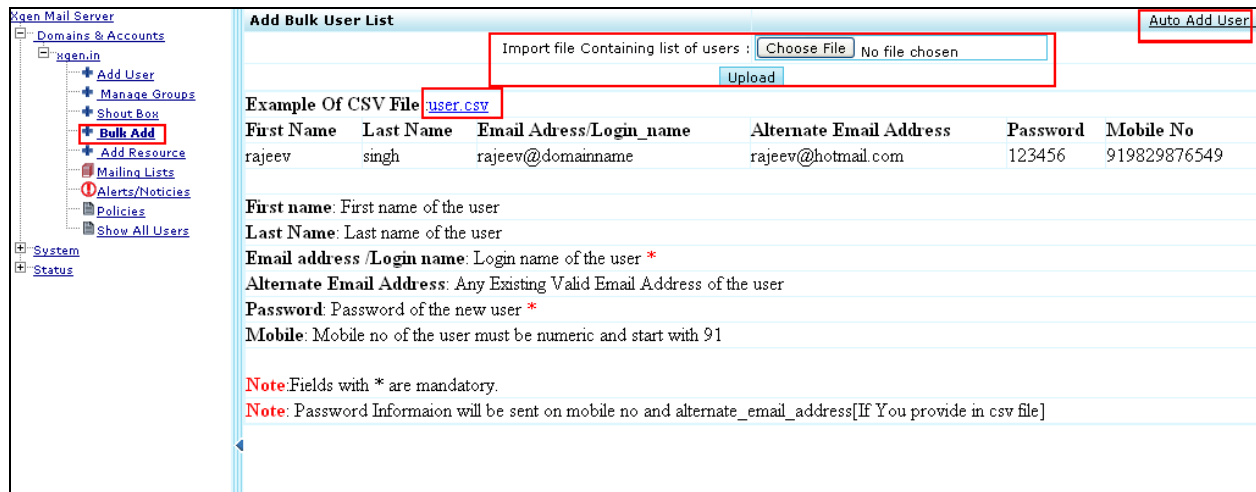 Xgen Mail Server
Domains & Accounts
xgen.in
Add User
Manage Groups
Shout Box
Bulk Add
Add Resource
Mailing Lists
Alerts/Noticies
Policies
Show All Users
System
Status
Add Bulk User List
Auto Add User
Import file Containing list of users : Choose File No file chosen
Upload
Example Of CSV File :user.csv
First Name Last Name Email Adress/Login_name Alternate Email Address Password Mobile No
rajeev singh rajeev@domainname rajeev@hotmail.com 123456 919829876549
First name: First name of the user
Last Name: Last name of the user
Email address /Login name: Login name of the user *
Alternate Email Address: Any Existing Valid Email Address of the user
Password: Password of the new user *
Mobile: Mobile no of the user must be numeric and start with 91
Note:Fields with * are mandatory.
Note: Password Informaion will be sent on mobile no and alternate_email_address[If You provide in csv file]